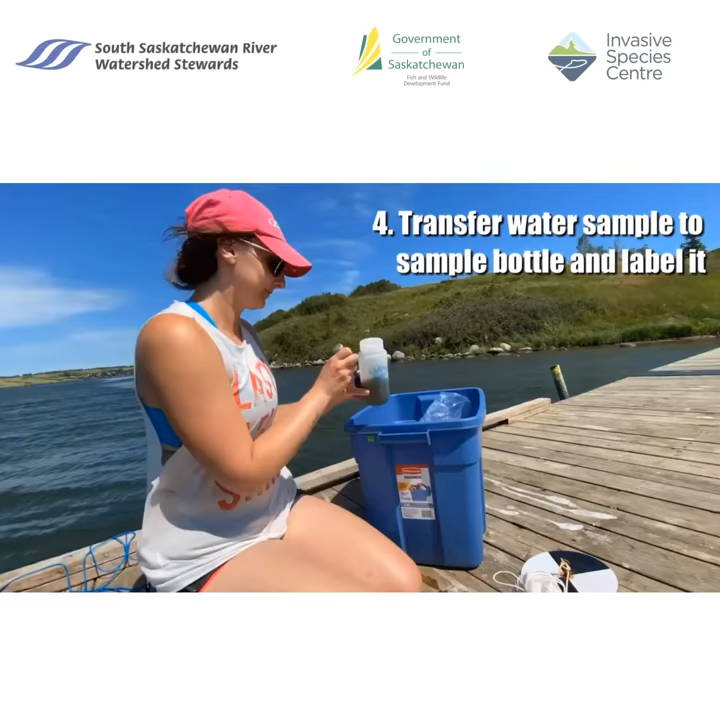 South Saskatchewan River
Watershed Stewards
Government
of
Saskatchewan
Fish and Wildlife
Development Fund
Invasive
Species
Centre
4. Transfer water sample to
sample bottle and label it